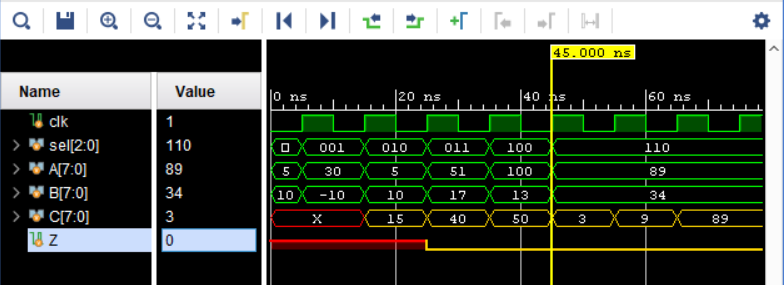 45.000 ns
Name Value
0 ns 20 ns 40 ns 60 ns
clk 1
sel[2:0] 110 001 010 011 100 110
A[7:0] 89 5 30 5 51 100 89
B[7:0] 34 10 -10 10 17 13 34
C[7:0] 3 X 15 40 50 3 9 89
Z 0